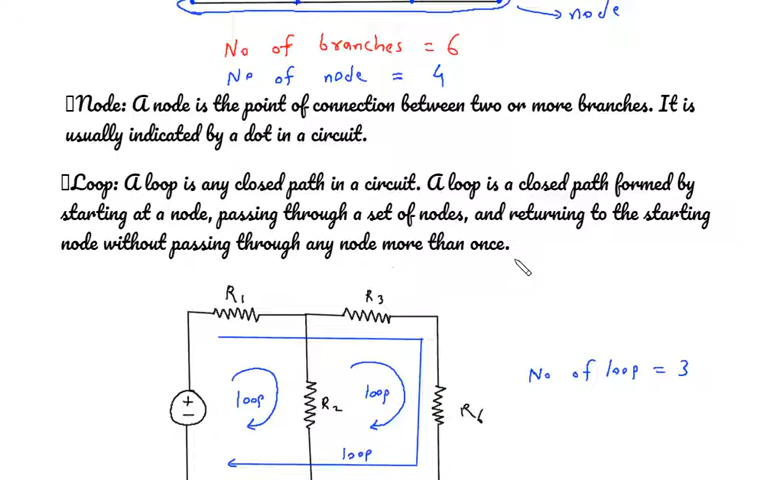 node
No of branches = 6
No of node = 4
Node: A node is the point of connection between two or more branches. It is
usually indicated by a dot in a circuit.
Loop: A loop is any closed path in a circuit. A loop is a closed path formed by
starting at a node, passing through a set of nodes, and returning to the starting
node without passing through any node more than once.
R1 R3
No of loop = 3
loop loop
R2 R6
loop